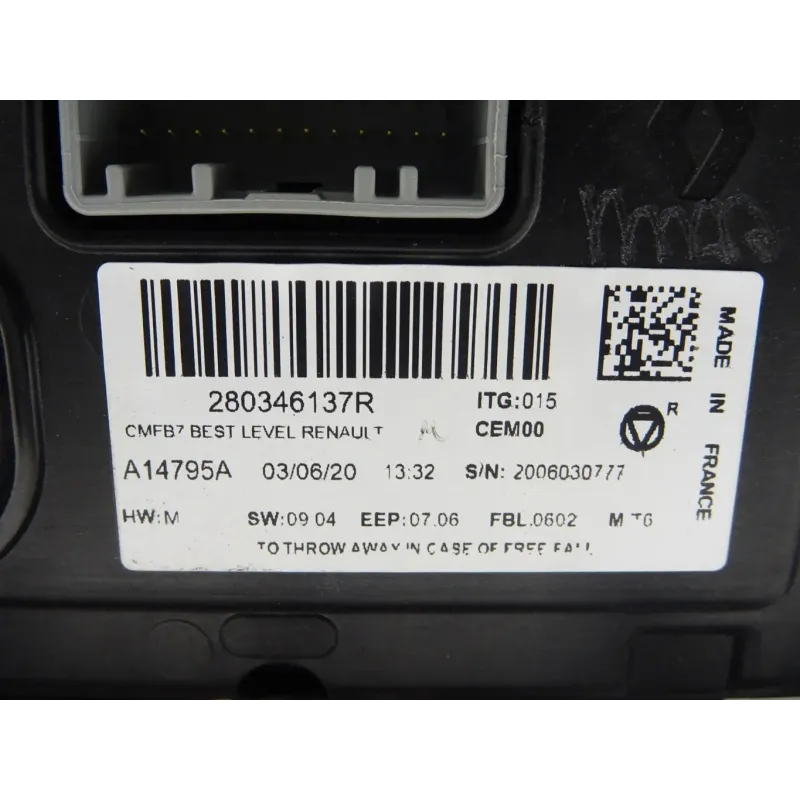 280346137R ITG:015
CMFB7 BEST LEVEL RENAULT CEM00
R
A14795A 03/06/20 13:32 S/N: 2006030777
HW:M SW:09 04 EEP:07.06 FBL.0602
TO THROW AWAY IN CASE OF FREE FALL
MADE IN FRANCE